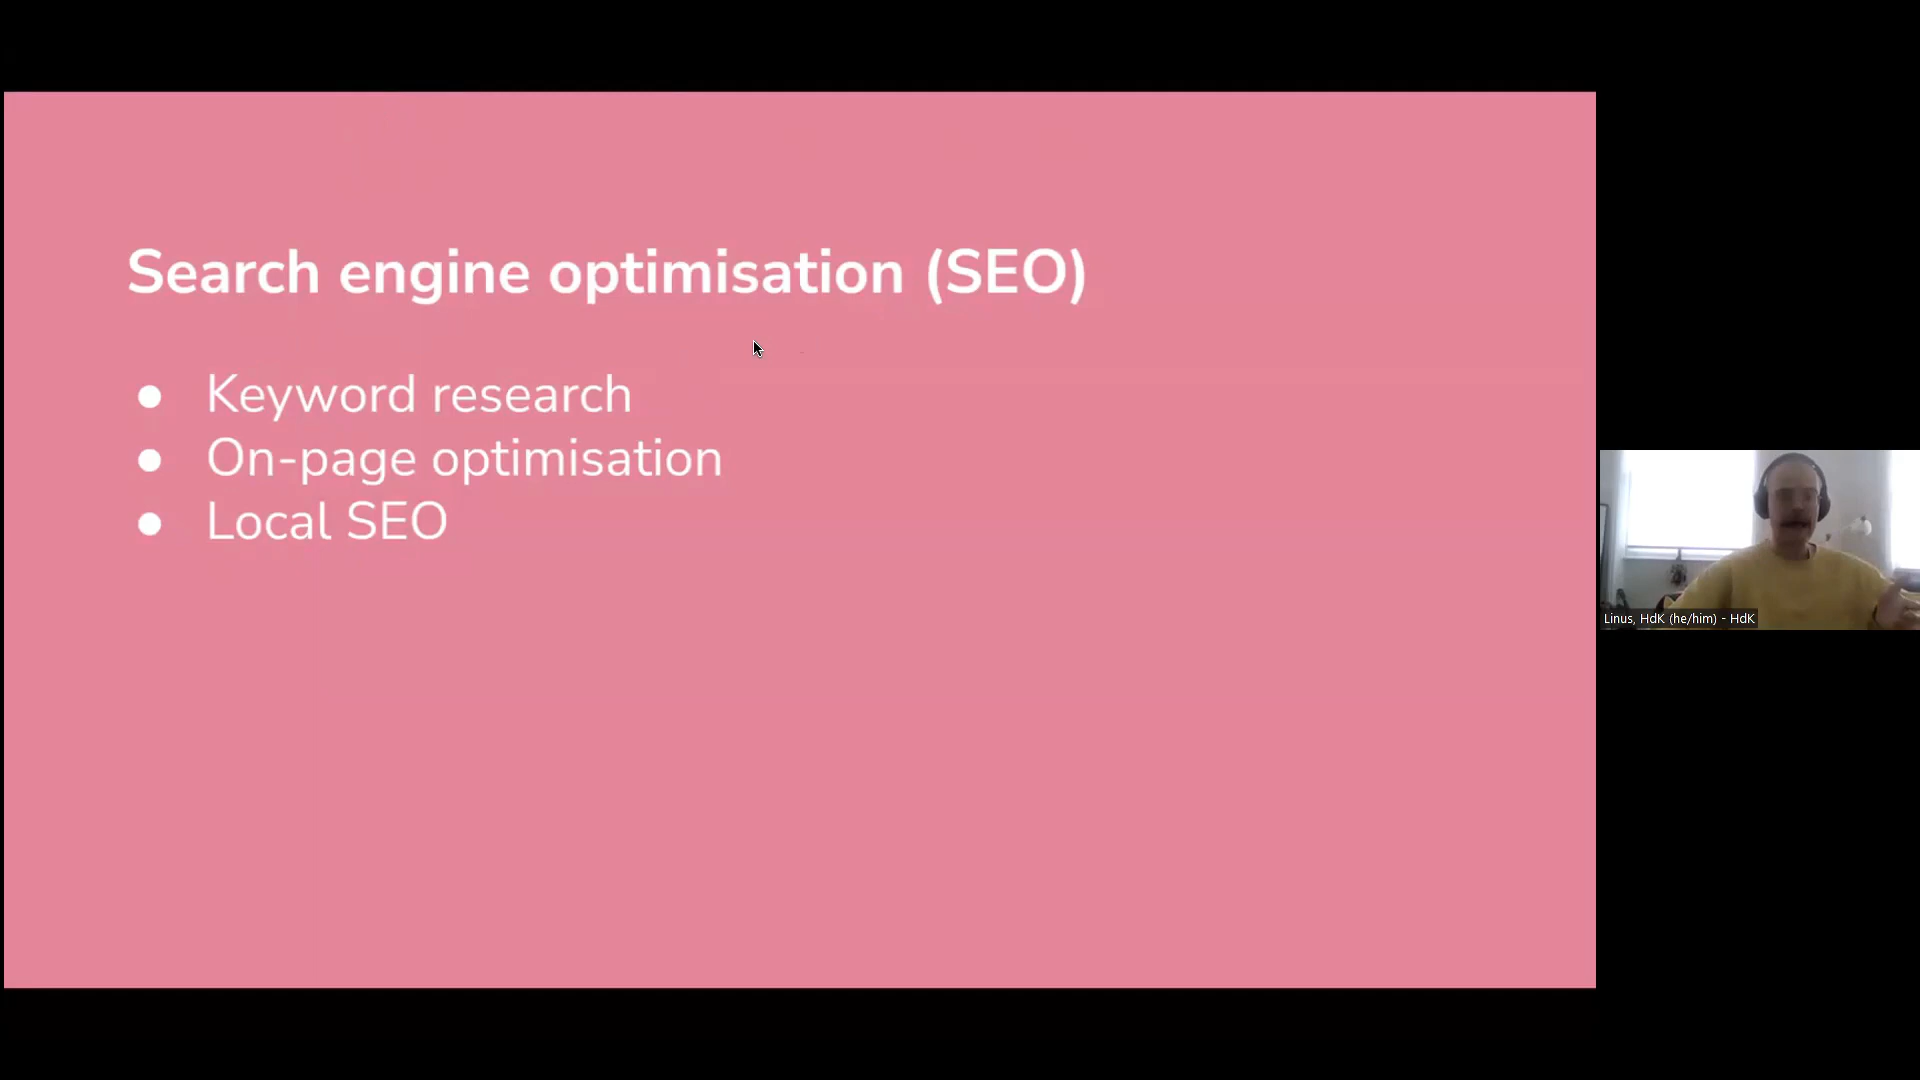 Search engine optimisation (SEO)
● Keyword research
● On-page optimisation
● Local SEO
Linus, HdK (he/him) - HdK